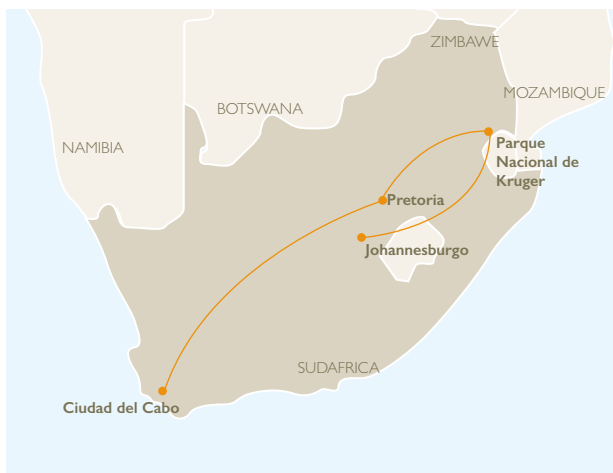 ZIMBAWE
MOZAMBIQUE
BOTSWANA
NAMIBIA
Parque
Nacional de
Kruger
Pretoria
Johannesburgo
SUDAFRICA
Ciudad del Cabo